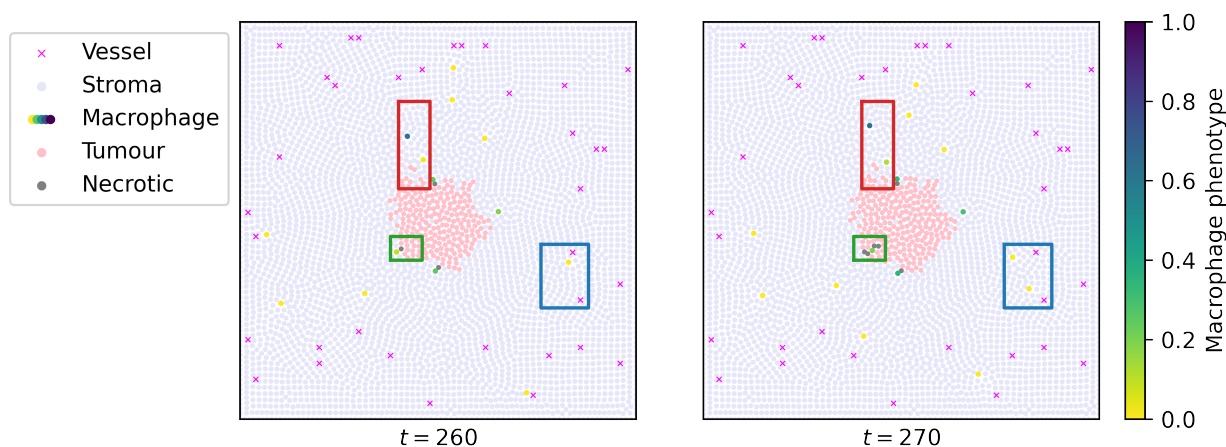 Vessel
Stroma
Macrophage
Tumour
Necrotic
t = 260
t = 270
1.0
0.8
0.6
0.4
0.2
0.0
Macrophage phenotype